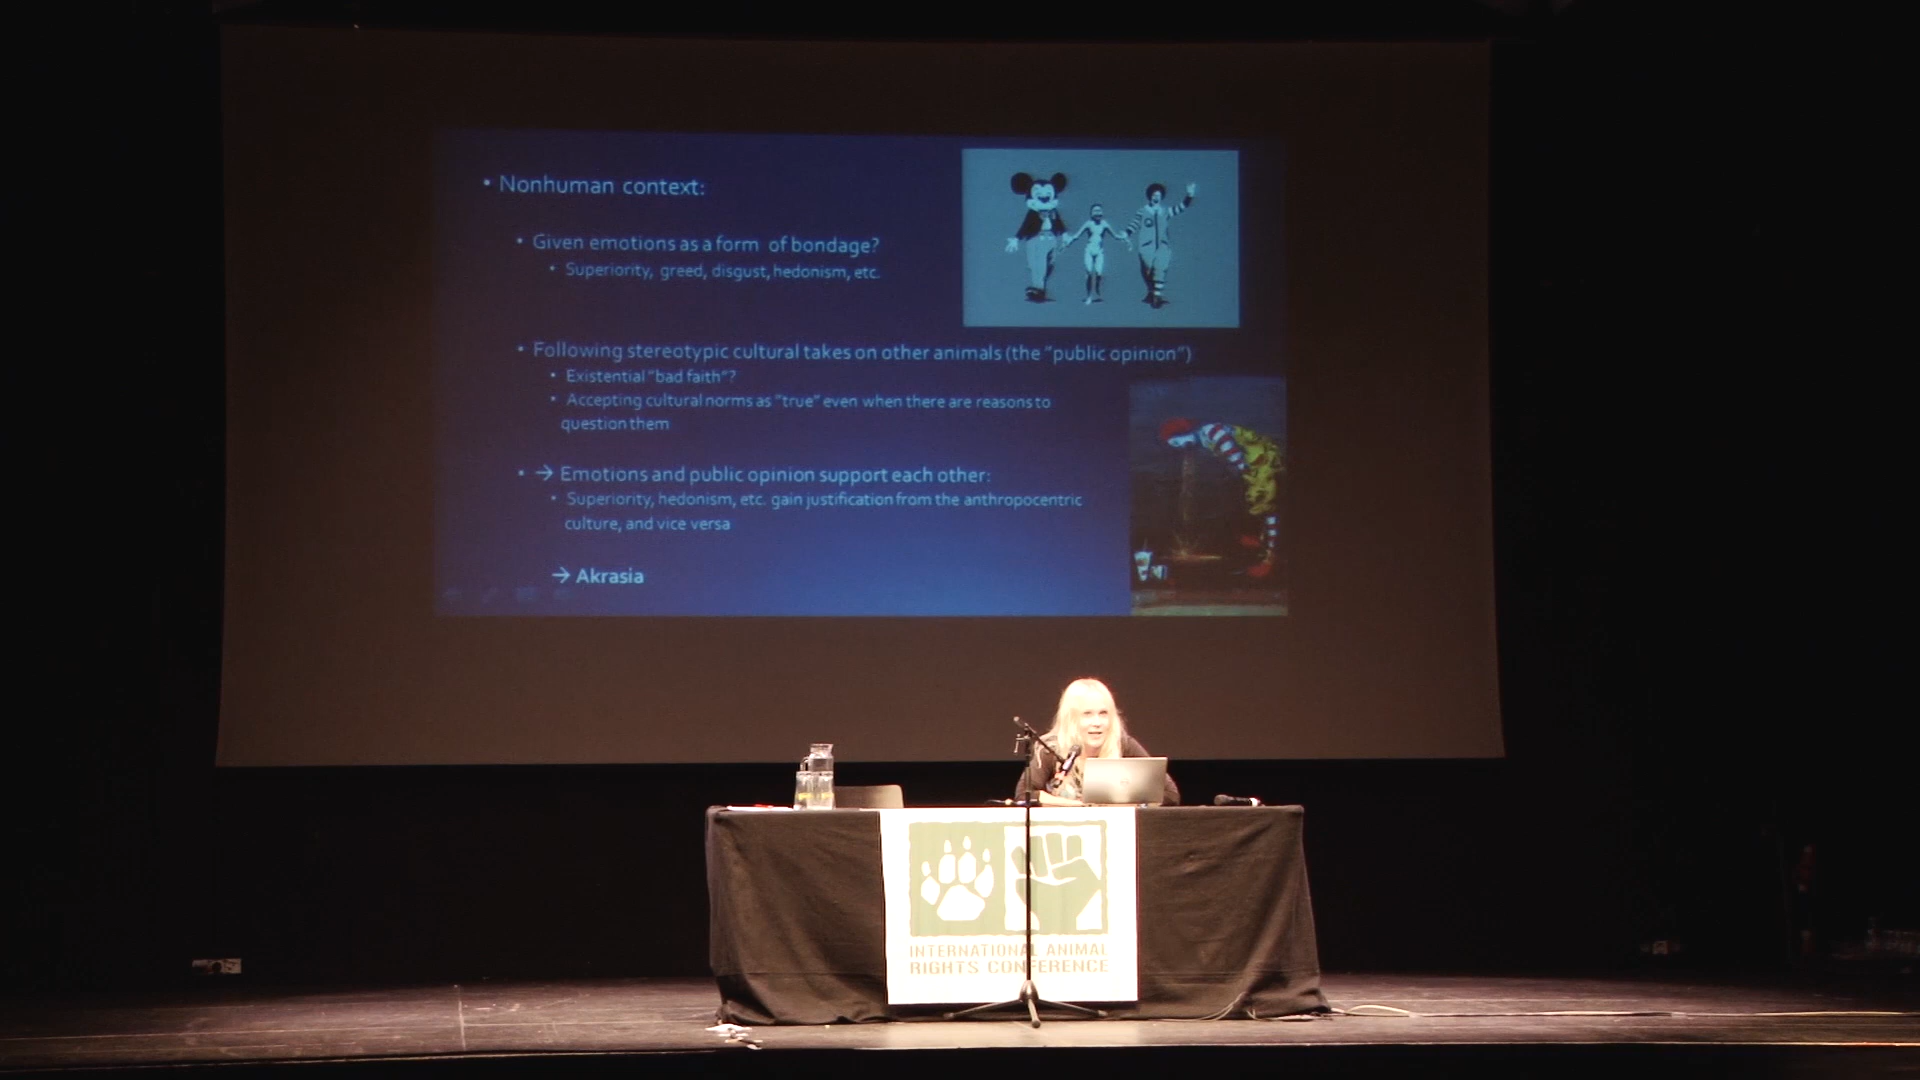 • Nonhuman context:
• Given emotions as a form of bondage?
• Superiority, greed, disgust, hedonism, etc.
• Following stereotypic cultural takes on other animals (the "public opinion")
• Existential "bad faith"?
• Accepting cultural norms as "true" even when there are reasons to
question them
• → Emotions and public opinion support each other:
• Superiority, hedonism, etc. gain justification from the anthropocentric
culture, and vice versa
→ Akrasia
INTERNATIONAL ANIMAL
RIGHTS CONFERENCE